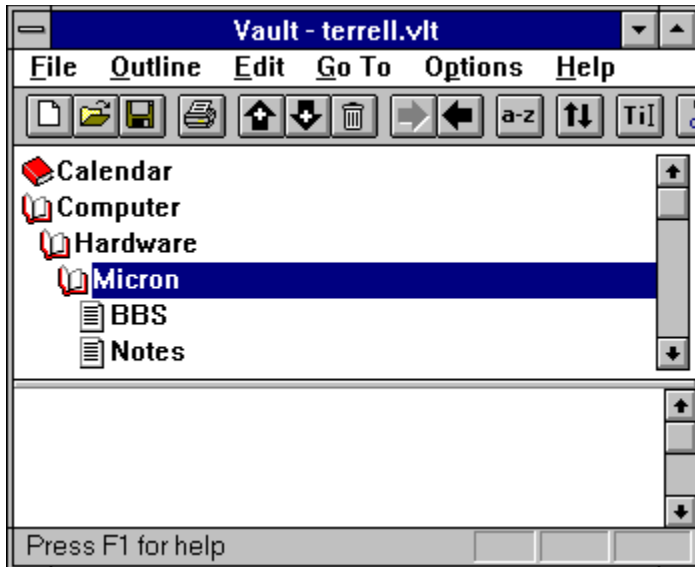 Vault - terrell.vlt
File Outline Edit Go To Options Help
a-z TiI
Calendar
Computer
Hardware
Micron
BBS
Notes
Press F1 for help